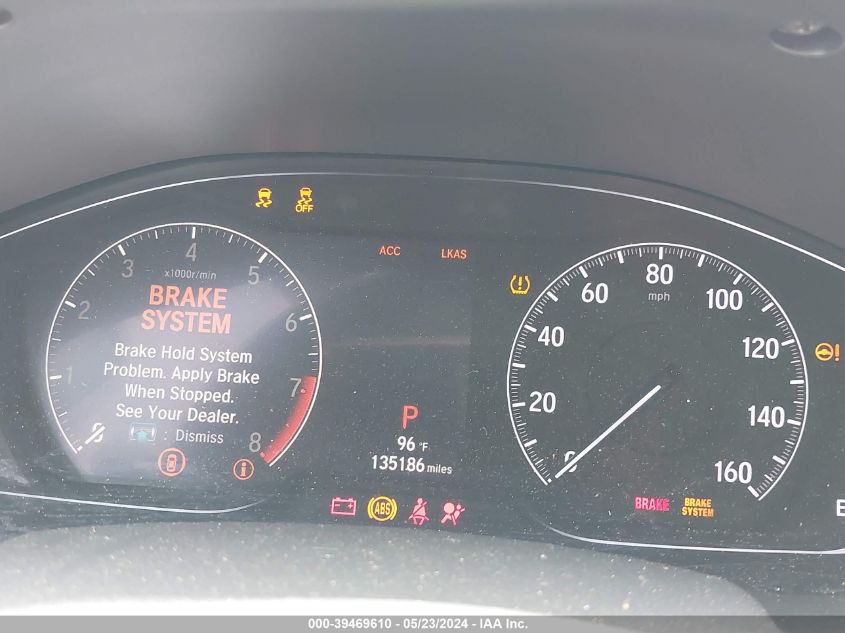 OFF
ACC LKAS
1 2 3 4 5 6 7 8
x1000r/min
BRAKE
SYSTEM
Brake Hold System
Problem. Apply Brake
When Stopped.
See Your Dealer.
: Dismiss
P
96 °F
135186 miles
ABS
0 20 40 60 80 100 120 140 160
mph
BRAKE
BRAKE
SYSTEM
E
000-39469610 - 05/23/2024 - IAA Inc.